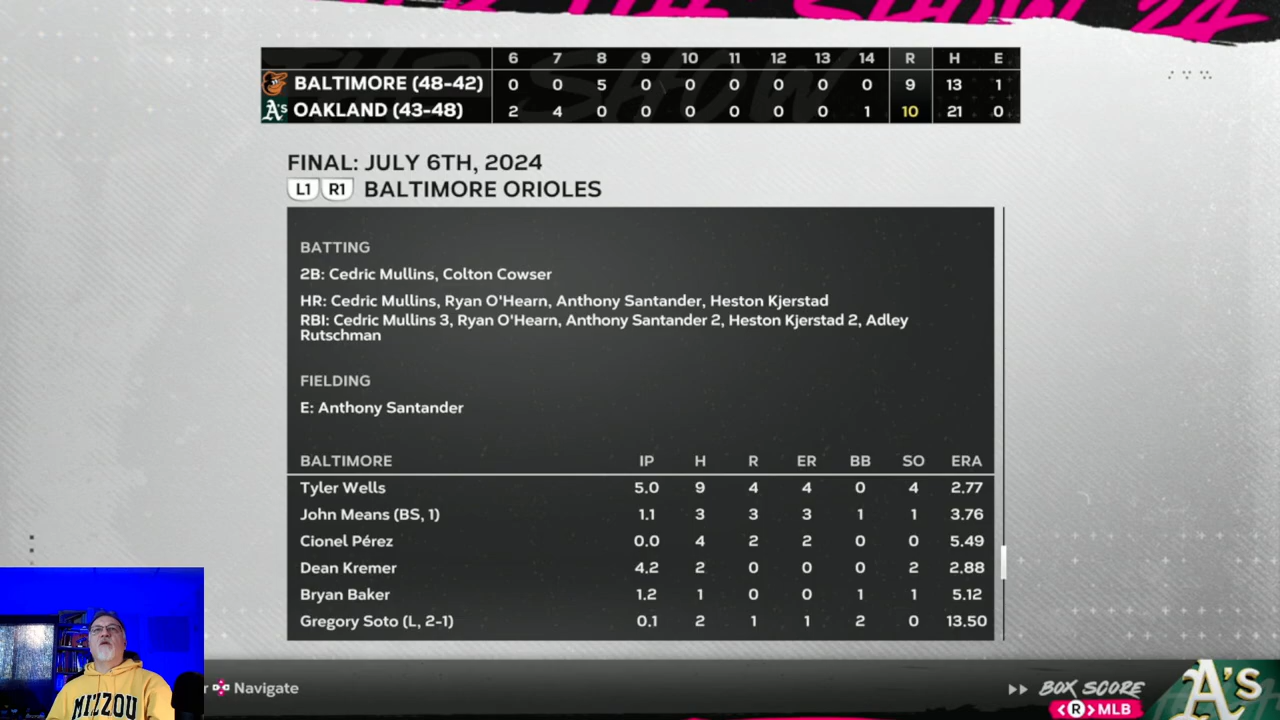 THE SHOW 24
6 7 8 9 10 11 12 13 14 R H E
BALTIMORE (48-42) 0 0 5 0 0 0 0 0 0 9 13 1
A's OAKLAND (43-48) 2 4 0 0 0 0 0 0 1 10 21 0
FINAL: JULY 6TH, 2024
L1 R1 BALTIMORE ORIOLES
BATTING
2B: Cedric Mullins, Colton Cowser
HR: Cedric Mullins, Ryan O'Hearn, Anthony Santander, Heston Kjerstad
RBI: Cedric Mullins 3, Ryan O'Hearn, Anthony Santander 2, Heston Kjerstad 2, Adley
Rutschman
FIELDING
E: Anthony Santander
BALTIMORE IP H R ER BB SO ERA
Tyler Wells 5.0 9 4 4 0 4 2.77
John Means (BS, 1) 1.1 3 3 3 1 1 3.76
Cionel Pérez 0.0 4 2 2 0 0 5.49
Dean Kremer 4.2 2 0 0 0 2 2.88
Bryan Baker 1.2 1 0 0 1 1 5.12
Gregory Soto (L, 2-1) 0.1 2 1 1 2 0 13.50
MIZZOU
Navigate
BOX SCORE
R MLB
A's